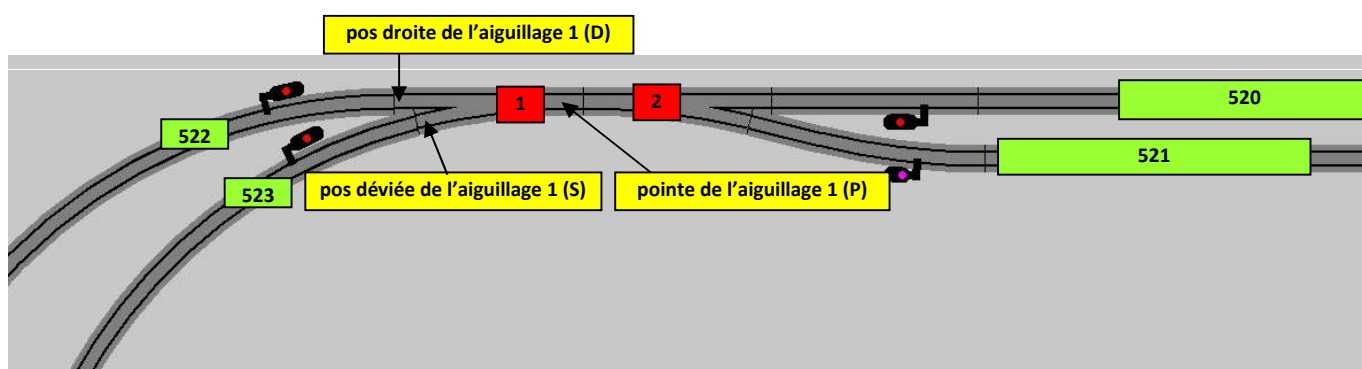 pos droite de l’aiguillage 1 (D)
1
2
520
522
521
523
pos déviée de l’aiguillage 1 (S)
pointe de l’aiguillage 1 (P)